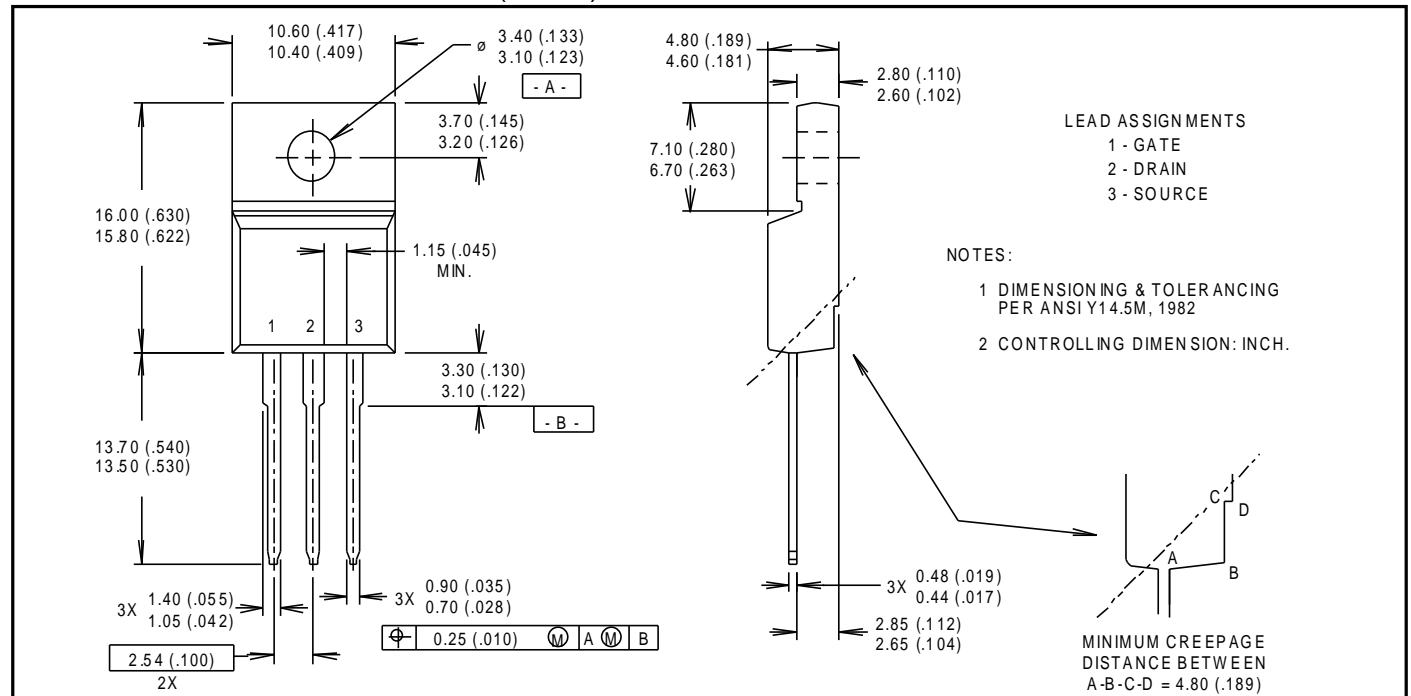 10.60 (.417)
10.40 (.409)
ø 3.40 (.133)
3.10 (.123)
- A -
3.70 (.145)
3.20 (.126)
16.00 (.630)
15.80 (.622)
1.15 (.045)
MIN.
1 2 3
3.30 (.130)
3.10 (.122)
- B -
13.70 (.540)
13.50 (.530)
3X 1.40 (.055)
1.05 (.042)
3X 0.90 (.035)
0.70 (.028)
0.25 (.010) M A M B
2.54 (.100)
2X
4.80 (.189)
4.60 (.181)
2.80 (.110)
2.60 (.102)
7.10 (.280)
6.70 (.263)
3X 0.48 (.019)
0.44 (.017)
2.85 (.112)
2.65 (.104)
LEAD ASSIGNMENTS
1 - GATE
2 - DRAIN
3 - SOURCE
NOTES:
1 DIMENSIONING & TOLERANCING
PER ANSI Y14.5M, 1982
2 CONTROLLING DIMENSION: INCH.
C
D
A
B
MINIMUM CREEPAGE
DISTANCE BETWEEN
A-B-C-D = 4.80 (.189)